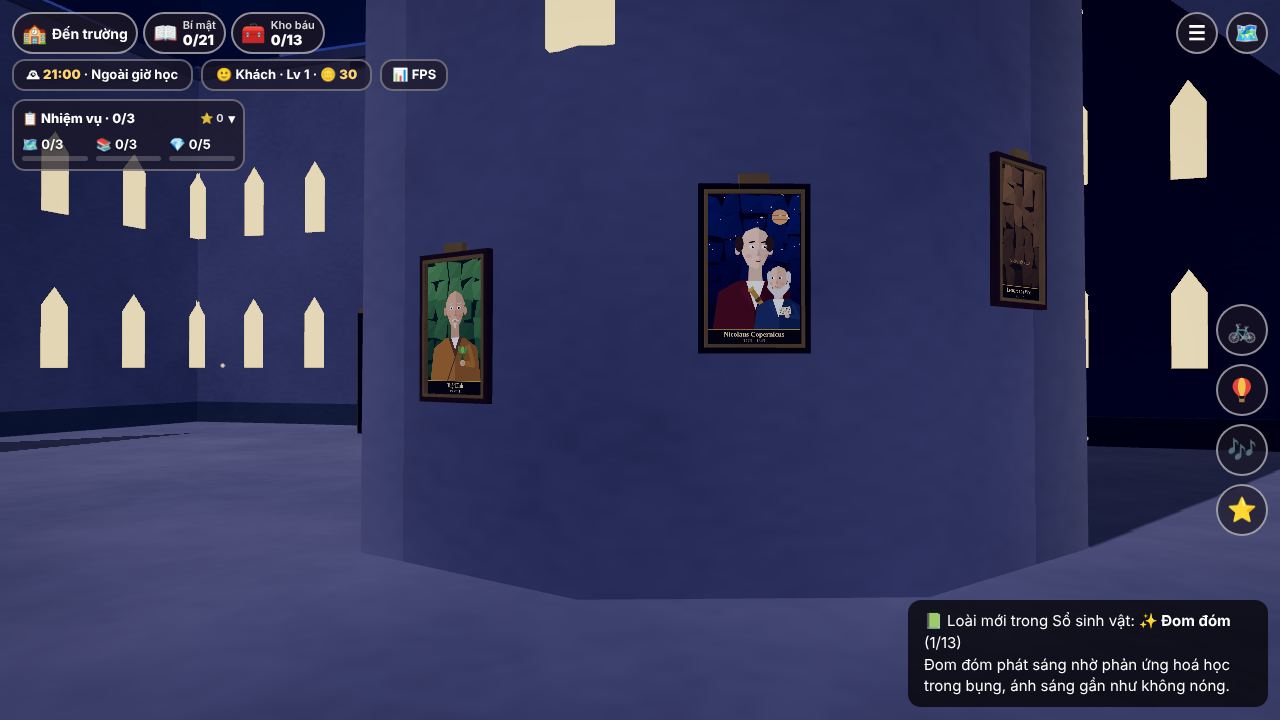 Đến trường
Bí mật
0/21
Kho báu
0/13
21:00 · Ngoài giờ học
Khách · Lv 1 · 30
FPS
Nhiệm vụ · 0/3
0
0/3
0/3
0/5
Nicolaus Copernicus
Loài mới trong Sổ sinh vật: ✨ Đom đóm
(1/13)
Đom đóm phát sáng nhờ phản ứng hoá học
trong bụng, ánh sáng gần như không nóng.